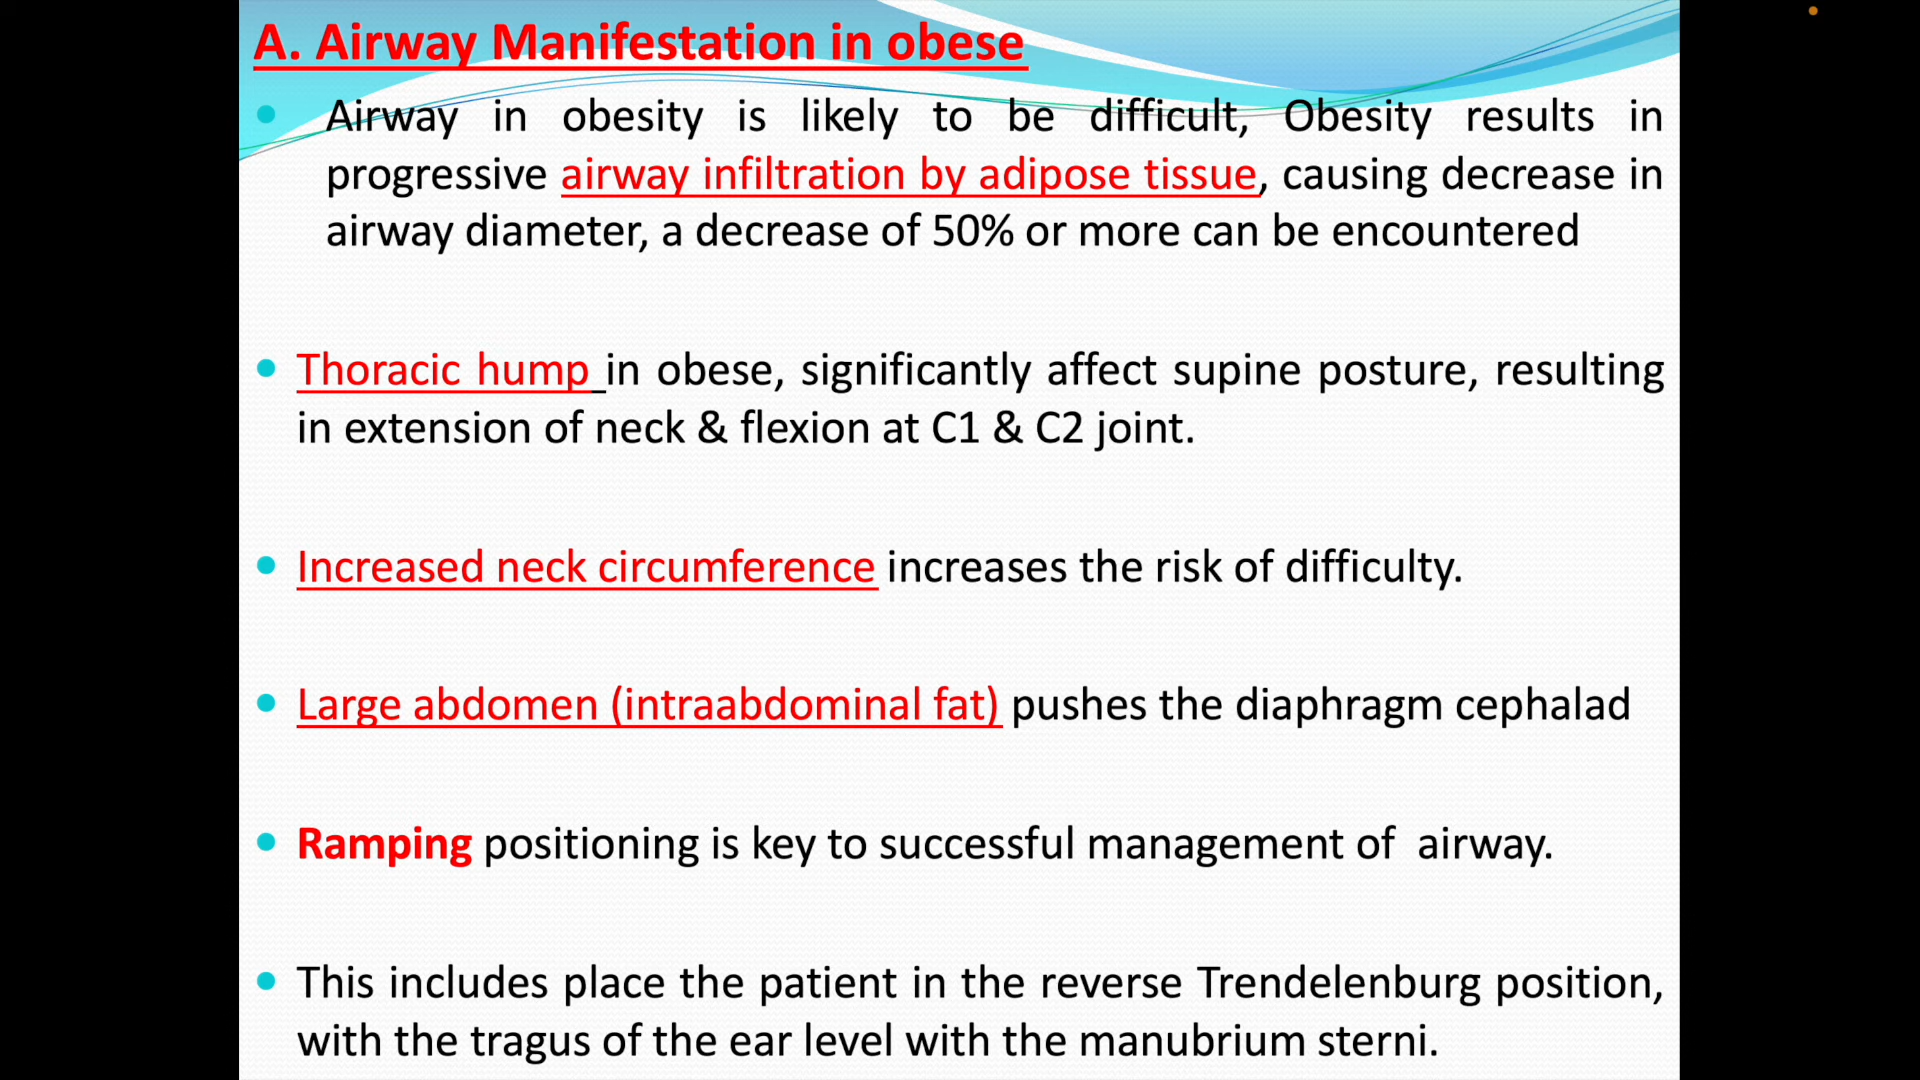 A. Airway Manifestation in obese
Airway in obesity is likely to be difficult, Obesity results in
progressive airway infiltration by adipose tissue, causing decrease in
airway diameter, a decrease of 50% or more can be encountered
Thoracic hump in obese, significantly affect supine posture, resulting
in extension of neck & flexion at C1 & C2 joint.
Increased neck circumference increases the risk of difficulty.
Large abdomen (intraabdominal fat) pushes the diaphragm cephalad
Ramping positioning is key to successful management of airway.
This includes place the patient in the reverse Trendelenburg position,
with the tragus of the ear level with the manubrium sterni.